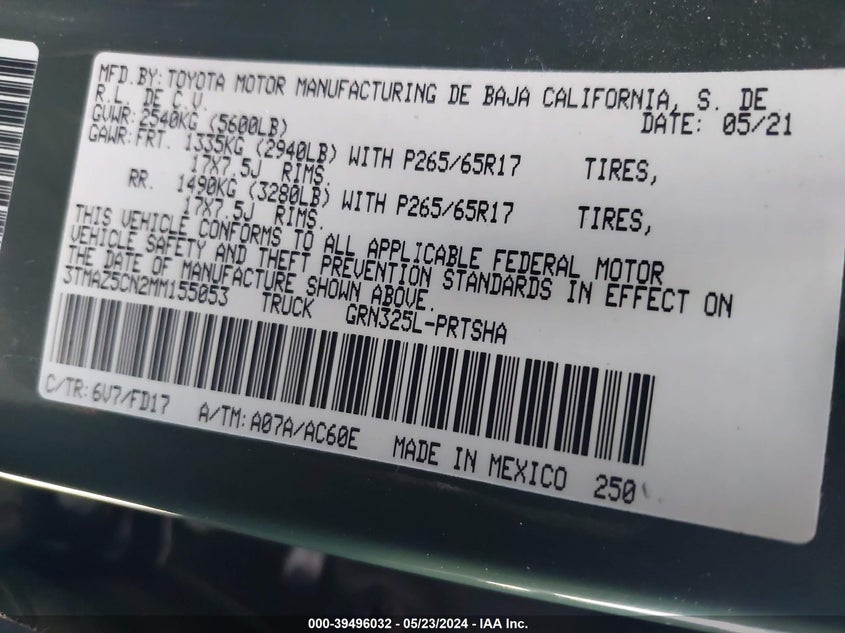 MFD. BY: TOYOTA MOTOR MANUFACTURING DE BAJA CALIFORNIA, S. DE
R.L. DE C.V. DATE: 05/21
GVWR: 2540KG (5600LB)
GAWR: FRT. 1335KG (2940LB) WITH P265/65R17 TIRES,
17X7.5J RIMS.
RR. 1490KG (3280LB) WITH P265/65R17 TIRES,
17X7.5J RIMS.
THIS VEHICLE CONFORMS TO ALL APPLICABLE FEDERAL MOTOR
VEHICLE SAFETY AND THEFT PREVENTION STANDARDS IN EFFECT ON
THE DATE OF MANUFACTURE SHOWN ABOVE.
3TMAZ5CN2MM155053 TRUCK GRN325L-PRTSHA
C/TR: 6V7/FD17
A/TM: A07A/AC60E MADE IN MEXICO 250
000-39496032 / 05/23/2024 - IAA Inc.